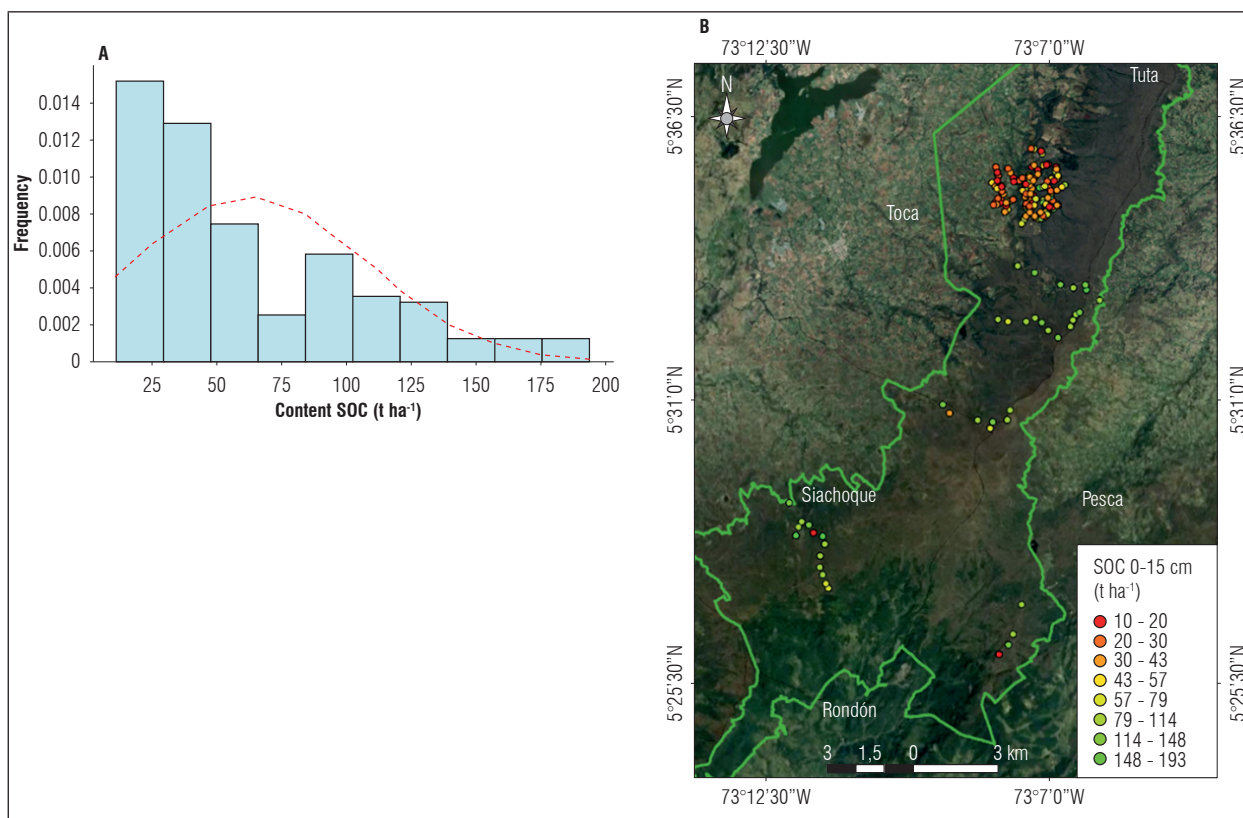 A
Frequency
0.014
0.012
0.010
0.008
0.006
0.004
0.002
0
25 50 75 100 125 150 175 200
Content SOC (t ha-1)
B
73°12'30"W 73°7'0"W
5°36'30"N
5°31'0"N
5°25'30"N
N
Tuta
Toca
Siachoque
Pesca
Rondón
3 1,5 0 3 km
SOC 0-15 cm
(t ha-1)
10 - 20
20 - 30
30 - 43
43 - 57
57 - 79
79 - 114
114 - 148
148 - 193
5°36'30"N
5°31'0"N
5°25'30"N
73°12'30"W 73°7'0"W